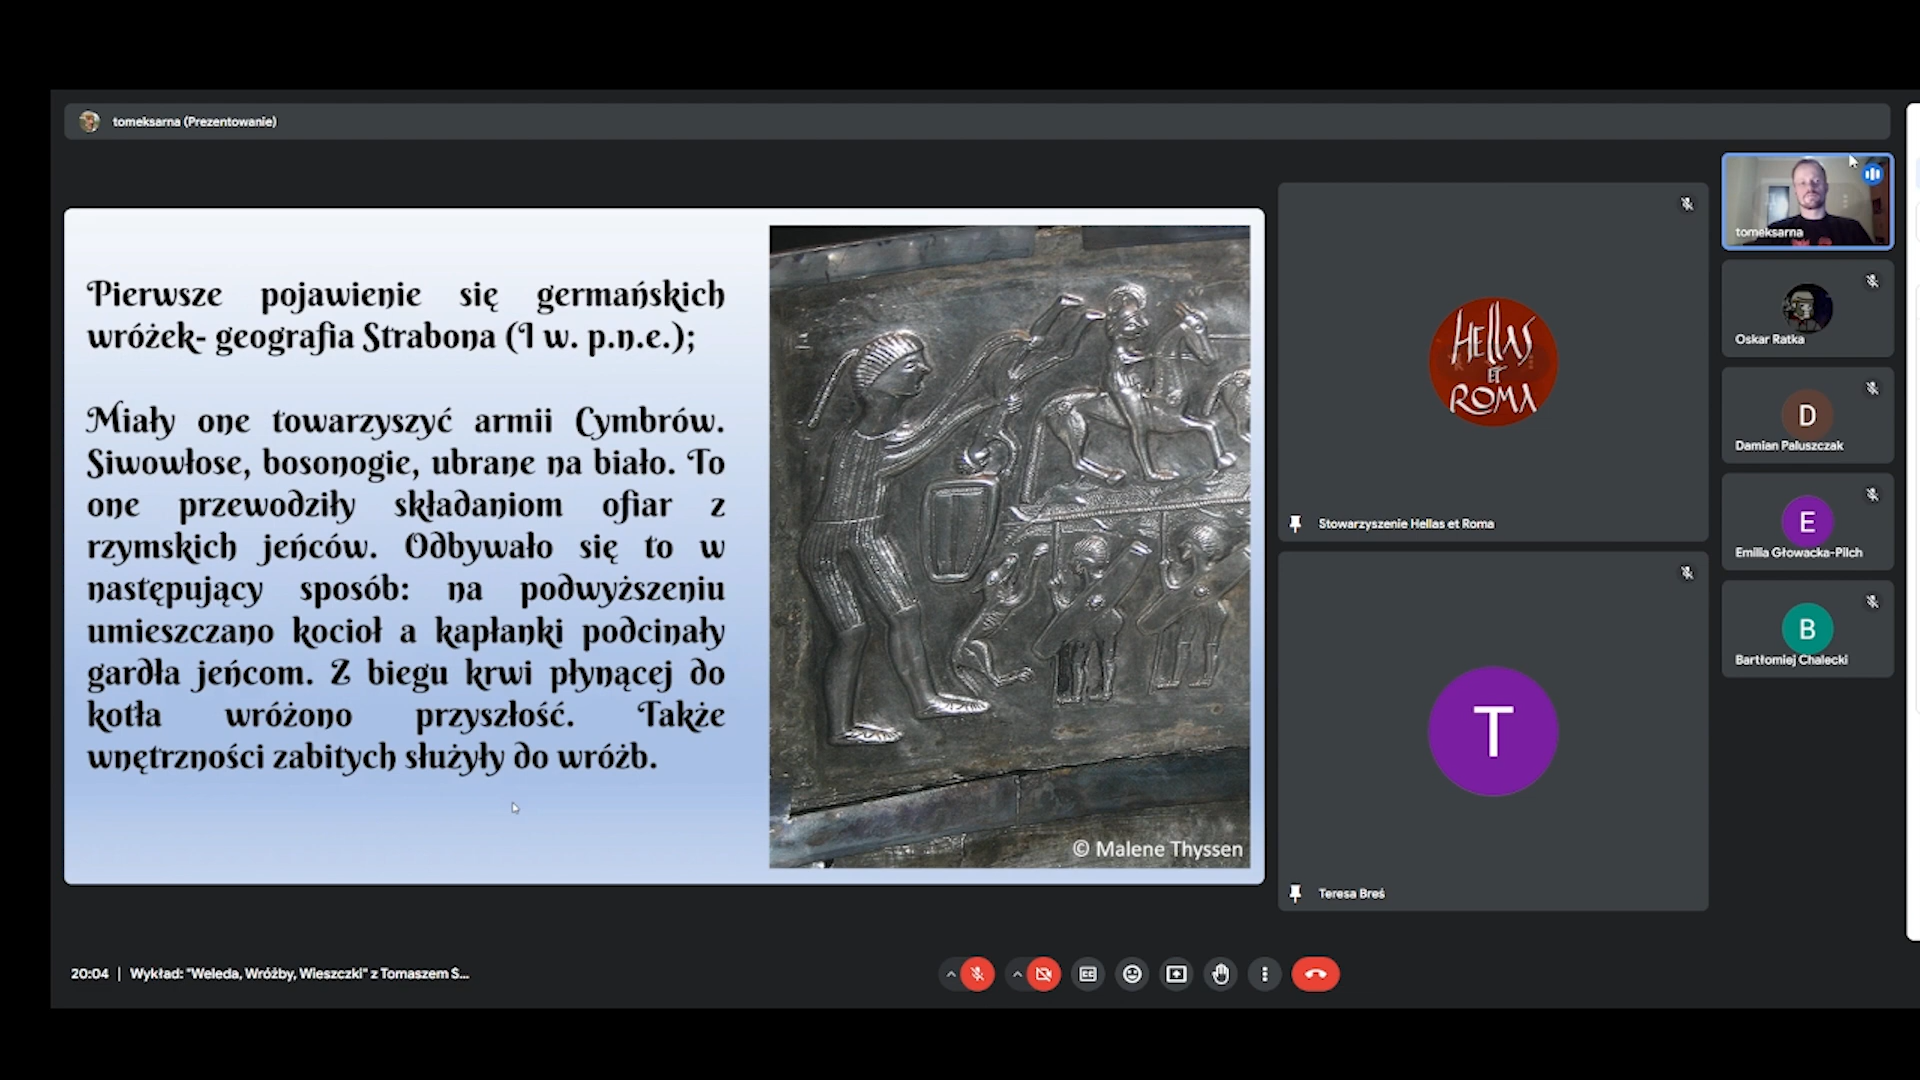 tomeksarna (Prezentowanie)
Pierwsze pojawienie się germańskich
wróżek- geografia Strabona (I w. p.n.e.);
Miały one towarzyszyć armii Cymbrów.
Siwowłose, bosonogie, ubrane na biało. To
one przewodziły składaniom ofiar z
rzymskich jeńców. Odbywało się to w
następujący sposób: na podwyższeniu
umieszczano kocioł a kapłanki podcinały
gardła jeńcom. Z biegu krwi płynącej do
kotła wróżono przyszłość. Także
wnętrzności zabitych służyły do wróżb.
© Malene Thyssen
HELLAS
ET
ROMA
Stowarzyszenie Hellas et Roma
T
Teresa Breś
tomeksarna
Oskar Ratka
D
Damian Paluszczak
E
Emilia Głowacka-Pilch
B
Bartłomiej Chalecki
20:04 | Wykład: "Weleda, Wróżby, Wieszczki" z Tomaszem S...